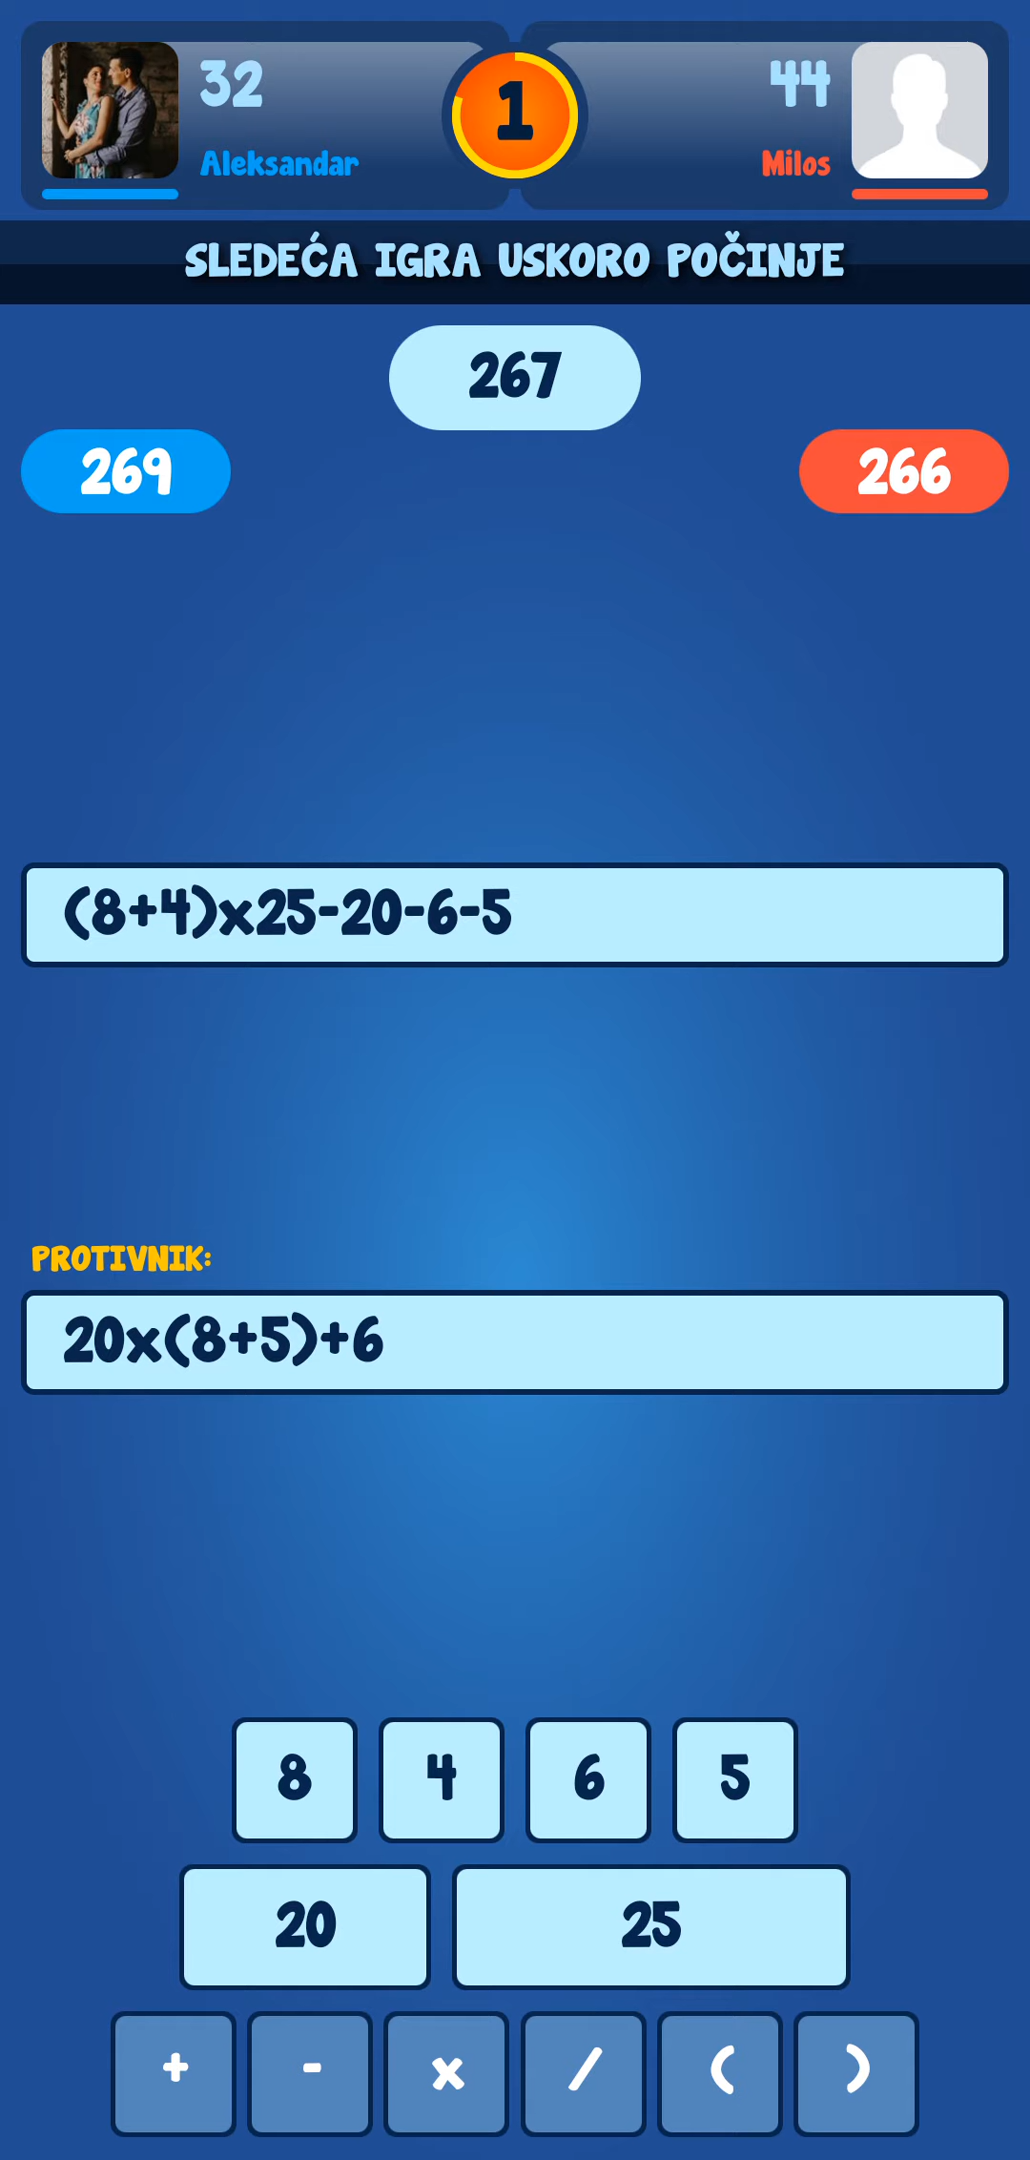 32
Aleksandar
1
44
Milos
SLEDEĆA IGRA USKORO POČINJE
267
269
266
(8+4)x25-20-6-5
PROTIVNIK:
20x(8+5)+6
8 4 6 5
20 25
+ - x / ( )